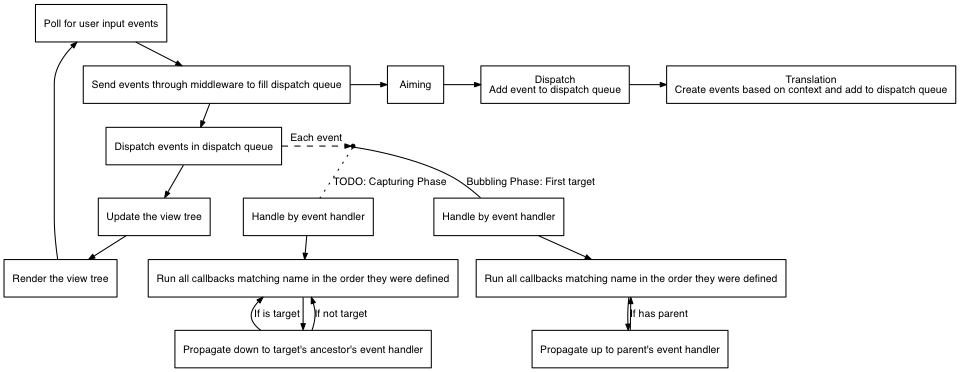 Poll for user input events
Send events through middleware to fill dispatch queue
Aiming
Dispatch
Add event to dispatch queue
Translation
Create events based on context and add to dispatch queue
Dispatch events in dispatch queue
Each event
TODO: Capturing Phase
Bubbling Phase: First target
Update the view tree
Handle by event handler
Handle by event handler
Render the view tree
Run all callbacks matching name in the order they were defined
Run all callbacks matching name in the order they were defined
If is target
If not target
If has parent
Propagate down to target's ancestor's event handler
Propagate up to parent's event handler